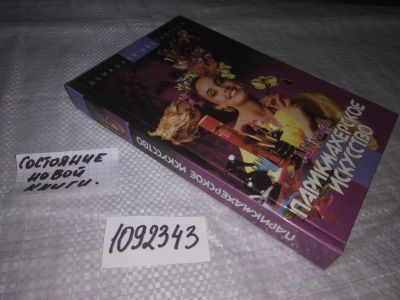 ПАРИКМАХЕРСКОЕ
ИСКУССТВО
ПАРИКМАХЕРСКОЕ ИСКУССТВО
СОСТОЯНИЕ
НОВОЙ
КНИГИ.
1092343